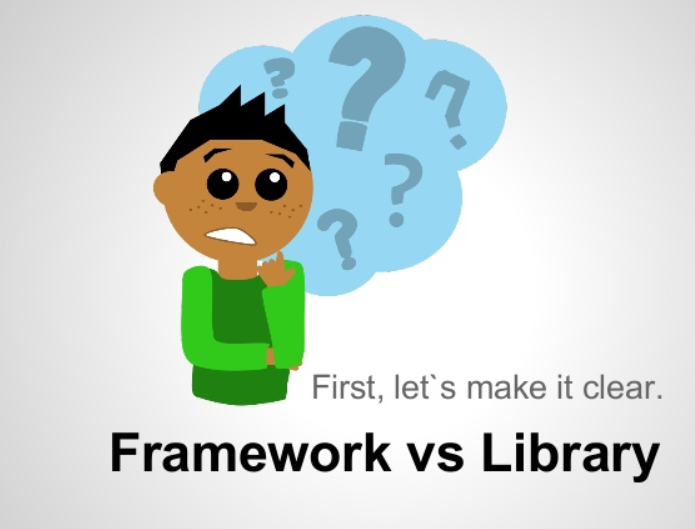 ? ? ?
?
?
First, let`s make it clear.
Framework vs Library